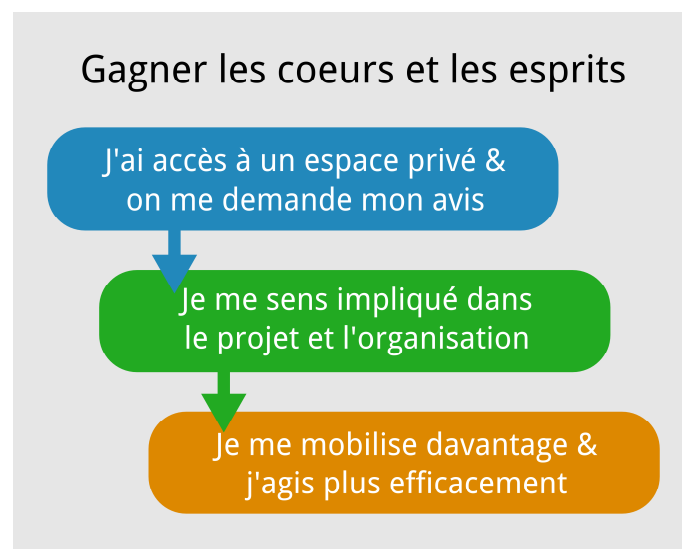 Gagner les coeurs et les esprits
J'ai accès à un espace privé &
on me demande mon avis
Je me sens impliqué dans
le projet et l'organisation
Je me mobilise davantage &
j'agis plus efficacement